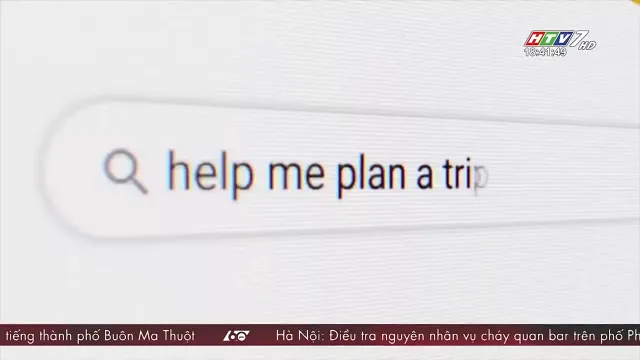 HTV7 HD
18:41:49
help me plan a trip
tiếng thành phố Buôn Ma Thuột
Hà Nội: Điều tra nguyên nhân vụ cháy quan bar trên phố